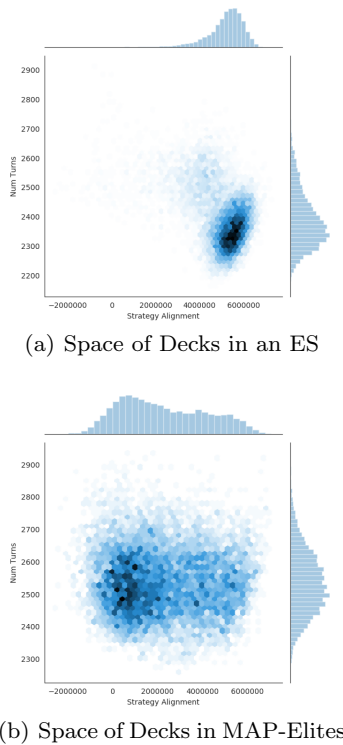 2900
2800
2700
2600
2500
2400
2300
2200
Num Turns
−2000000 0 2000000 4000000 6000000
Strategy Alignment
(a) Space of Decks in an ES
2900
2800
2700
2600
2500
2400
2300
Num Turns
−2000000 0 2000000 4000000 6000000
Strategy Alignment
(b) Space of Decks in MAP-Elites